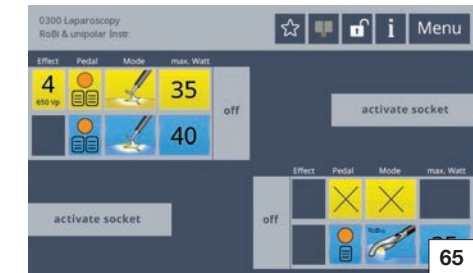 0300 Laparoscopy
RoBi & unipolar Instr.
i Menu
Effect Pedal Mode max. Watt
4
650 Vp
35
off
40
activate socket
Effect Pedal Mode max. Watt
activate socket
off
RoBi®
65